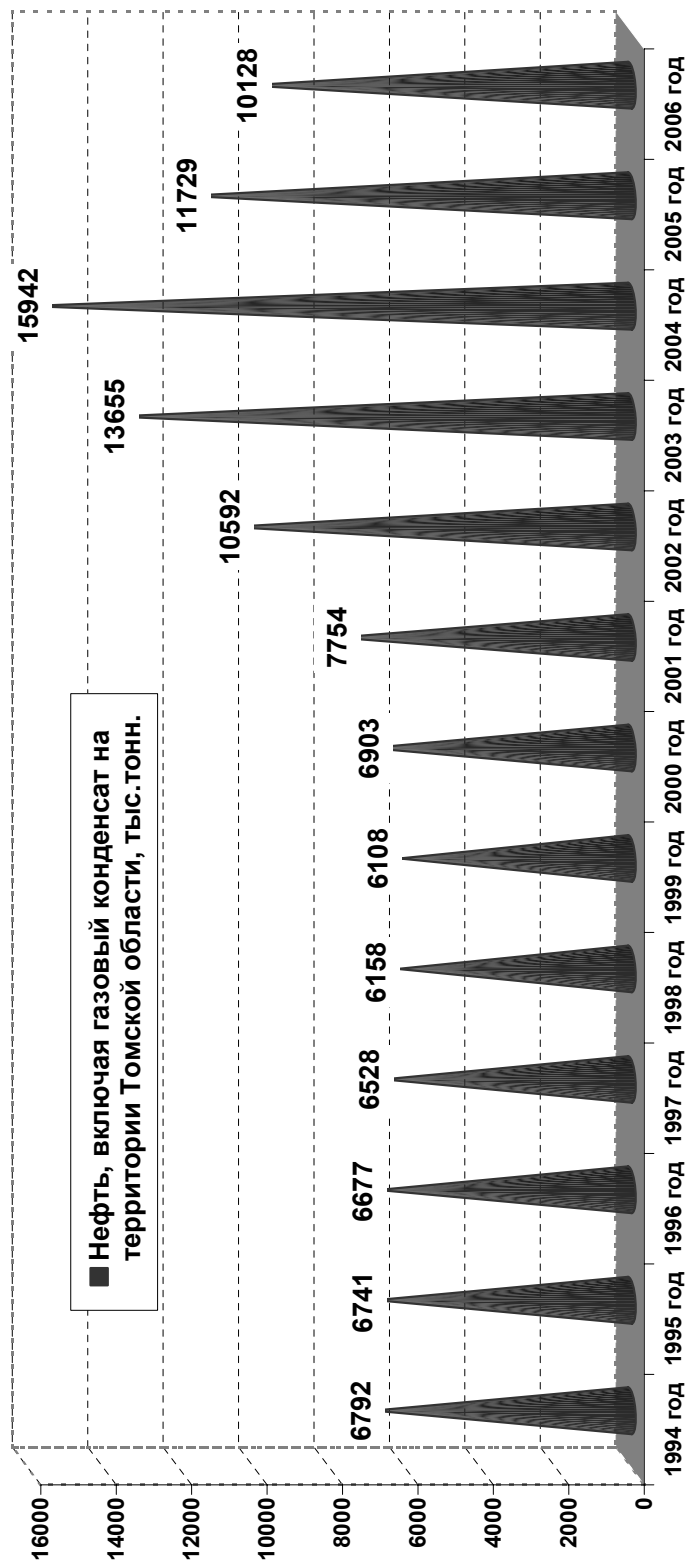 Нефть, включая газовый конденсат на
территории Томской области, тыс.тонн.
16000
14000
12000
10000
8000
6000
4000
2000
0
6792
6741
6677
6528
6158
6108
6903
7754
10592
13655
15942
11729
10128
1994 год
1995 год
1996 год
1997 год
1998 год
1999 год
2000 год
2001 год
2002 год
2003 год
2004 год
2005 год
2006 год